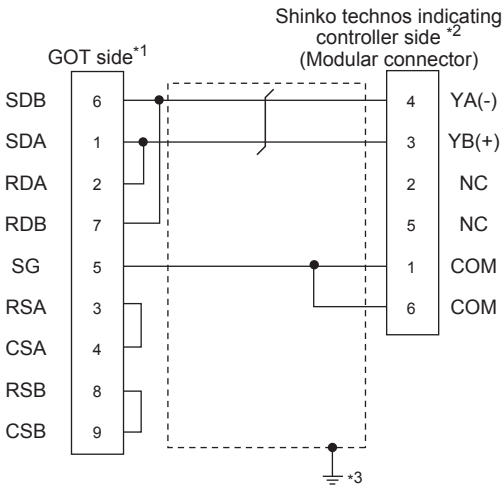 Shinko technos indicating
controller side *2
(Modular connector)
GOT side*1
SDB 6 4 YA(-)
SDA 1 3 YB(+)
RDA 2 2 NC
RDB 7 5 NC
SG 5 1 COM
RSA 3 6 COM
CSA 4
RSB 8
CSB 9
*3